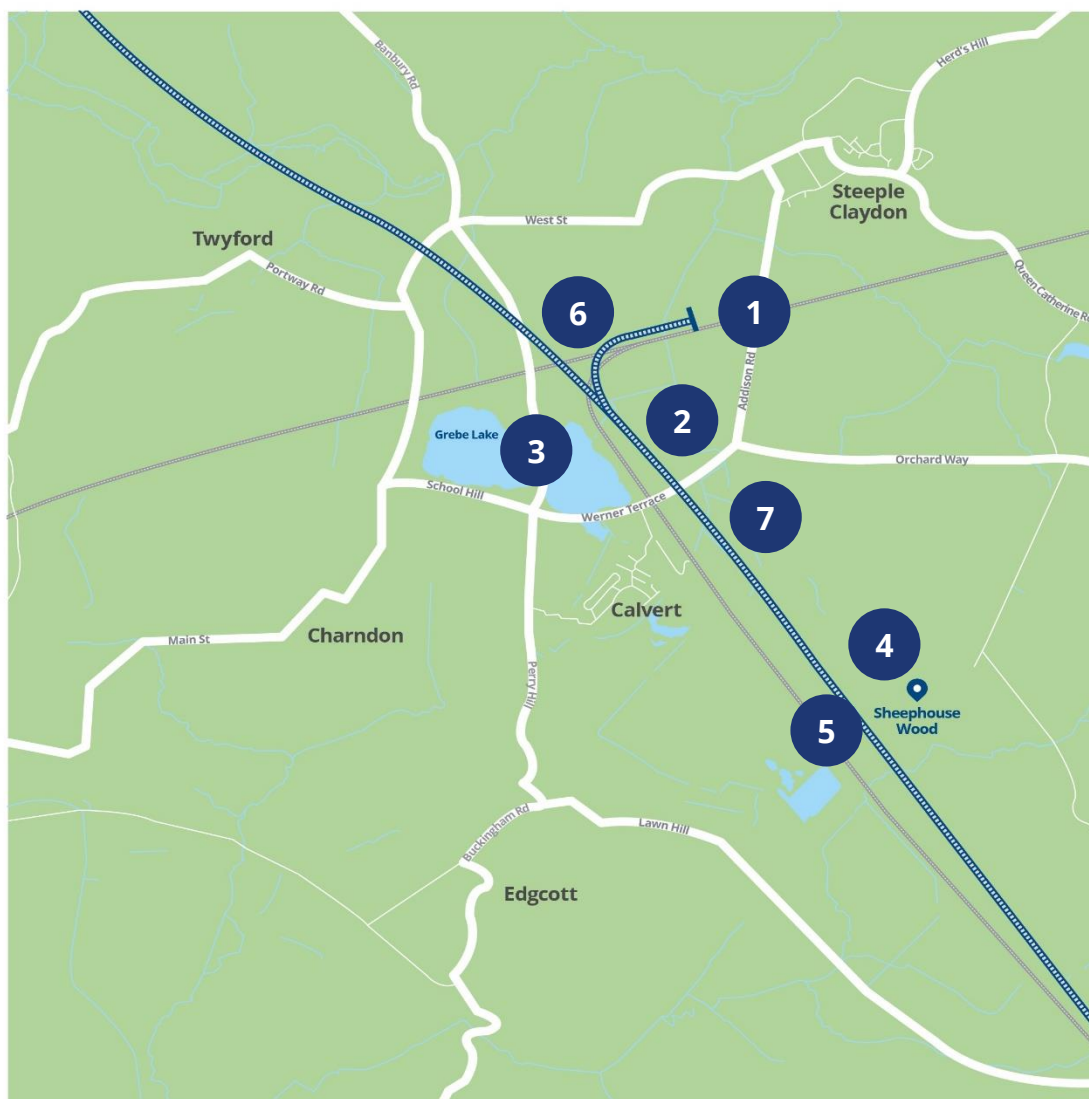 Banbury Rd
Herd's Hill
Steeple
Claydon
West St
Twyford
Portway Rd
Queen Catherine Rd
6
1
Addison Rd
2
Grebe Lake
3
Orchard Way
School Hill
Werner Terrace
7
Calvert
Charndon
Main St
4
Perry Hill
Sheephouse
Wood
5
Buckingham Rd
Lawn Hill
Edgcott